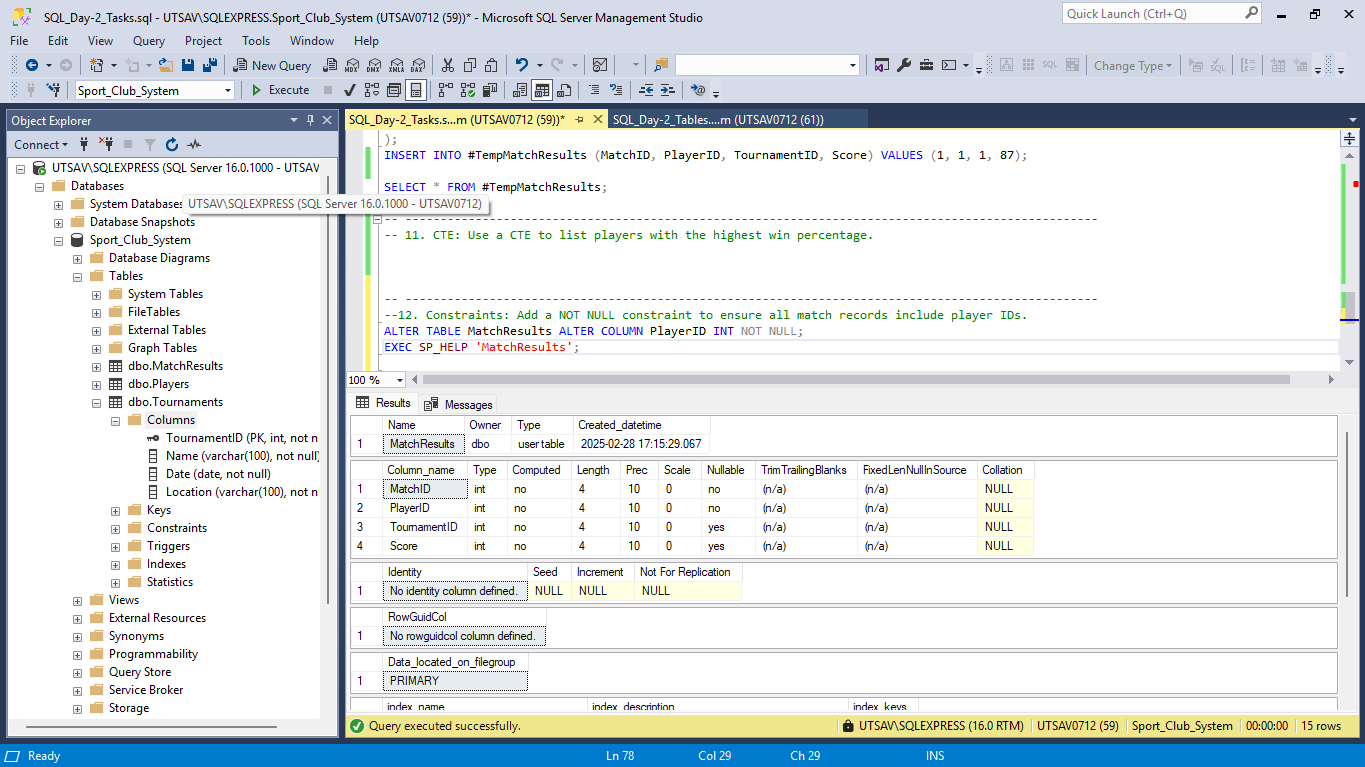 SQL_Day-2_Tasks.sql - UTSAV\SQLEXPRESS.Sport_Club_System (UTSAV0712 (59))* - Microsoft SQL Server Management Studio
Quick Launch (Ctrl+Q)
File Edit View Query Project Tools Window Help
New Query MDX DMX XMLA DAX SQL Change Type SQL
Sport_Club_System Execute
Object Explorer
Connect
UTSAV\SQLEXPRESS (SQL Server 16.0.1000 - UTSAV
Databases
System Databases
UTSAV\SQLEXPRESS (SQL Server 16.0.1000 - UTSAV0712)
Database Snapshots
Sport_Club_System
Database Diagrams
Tables
System Tables
FileTables
External Tables
Graph Tables
dbo.MatchResults
dbo.Players
dbo.Tournaments
Columns
TournamentID (PK, int, not n
Name (varchar(100), not null)
Date (date, not null)
Location (varchar(100), not n
Keys
Constraints
Triggers
Indexes
Statistics
Views
External Resources
Synonyms
Programmability
Query Store
Service Broker
Storage
SQL_Day-2_Tasks.s...m (UTSAV0712 (59))* SQL_Day-2_Tables....m (UTSAV0712 (61))
);
INSERT INTO #TempMatchResults (MatchID, PlayerID, TournamentID, Score) VALUES (1, 1, 1, 87);
SELECT * FROM #TempMatchResults;
-- ------------------------------------------------------------------------------------------
-- 11. CTE: Use a CTE to list players with the highest win percentage.
-- ------------------------------------------------------------------------------------------
--12. Constraints: Add a NOT NULL constraint to ensure all match records include player IDs.
ALTER TABLE MatchResults ALTER COLUMN PlayerID INT NOT NULL;
EXEC SP_HELP 'MatchResults';
100 %
Results Messages
Name Owner Type Created_datetime
1 MatchResults dbo user table 2025-02-28 17:15:29.067
Column_name Type Computed Length Prec Scale Nullable TrimTrailingBlanks FixedLenNullInSource Collation
1 MatchID int no 4 10 0 no (n/a) (n/a) NULL
2 PlayerID int no 4 10 0 no (n/a) (n/a) NULL
3 TournamentID int no 4 10 0 yes (n/a) (n/a) NULL
4 Score int no 4 10 0 yes (n/a) (n/a) NULL
Identity Seed Increment Not For Replication
1 No identity column defined. NULL NULL NULL
RowGuidCol
1 No rowguidcol column defined.
Data_located_on_filegroup
1 PRIMARY
index_name index_description index_keys
Query executed successfully. UTSAV\SQLEXPRESS (16.0 RTM) UTSAV0712 (59) Sport_Club_System 00:00:00 15 rows
Ready Ln 78 Col 29 Ch 29 INS